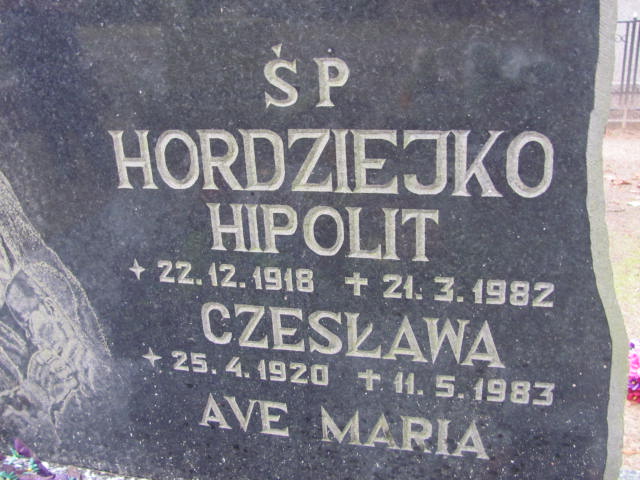 ŚP
HORDZIEJKO
HIPOLIT
✦ 22.12.1918 ✝ 21.3.1982
CZESŁAWA
✦ 25.4.1920 ✝ 11.5.1983
AVE MARIA